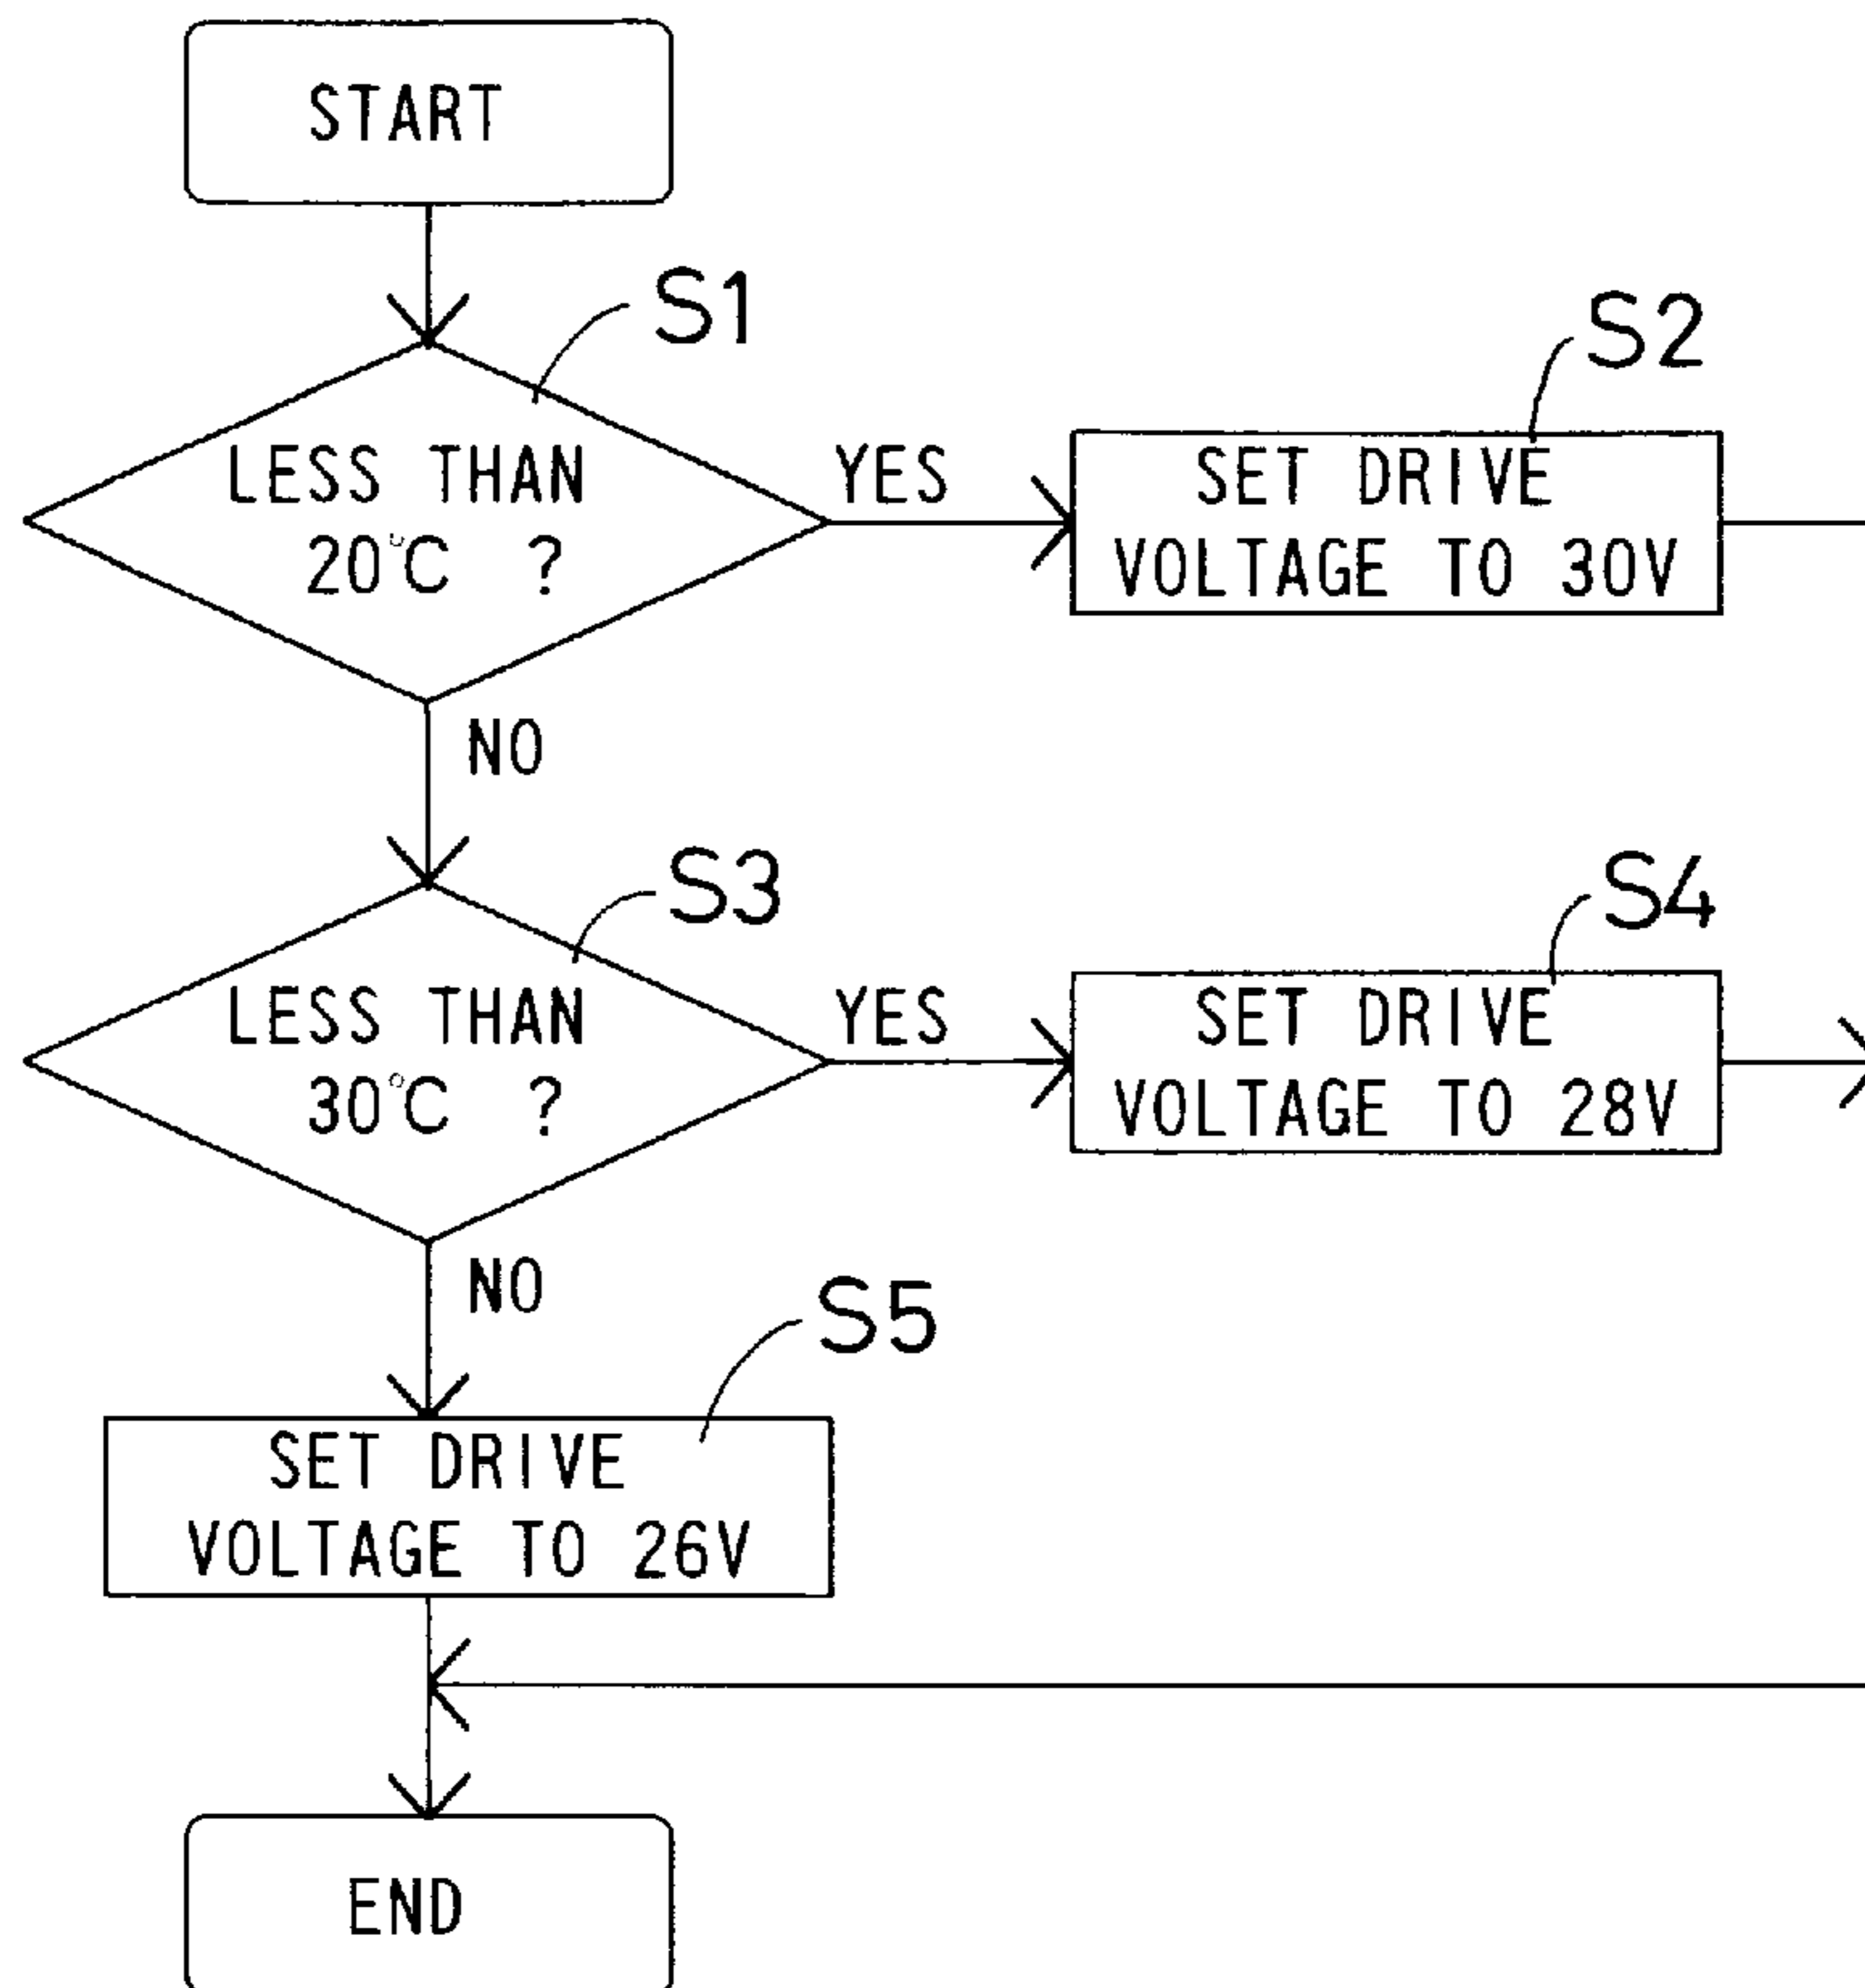 START
S1
LESS THAN
20°C ?
YES
S2
SET DRIVE
VOLTAGE TO 30V
NO
S3
LESS THAN
30°C ?
YES
S4
SET DRIVE
VOLTAGE TO 28V
NO
S5
SET DRIVE
VOLTAGE TO 26V
END